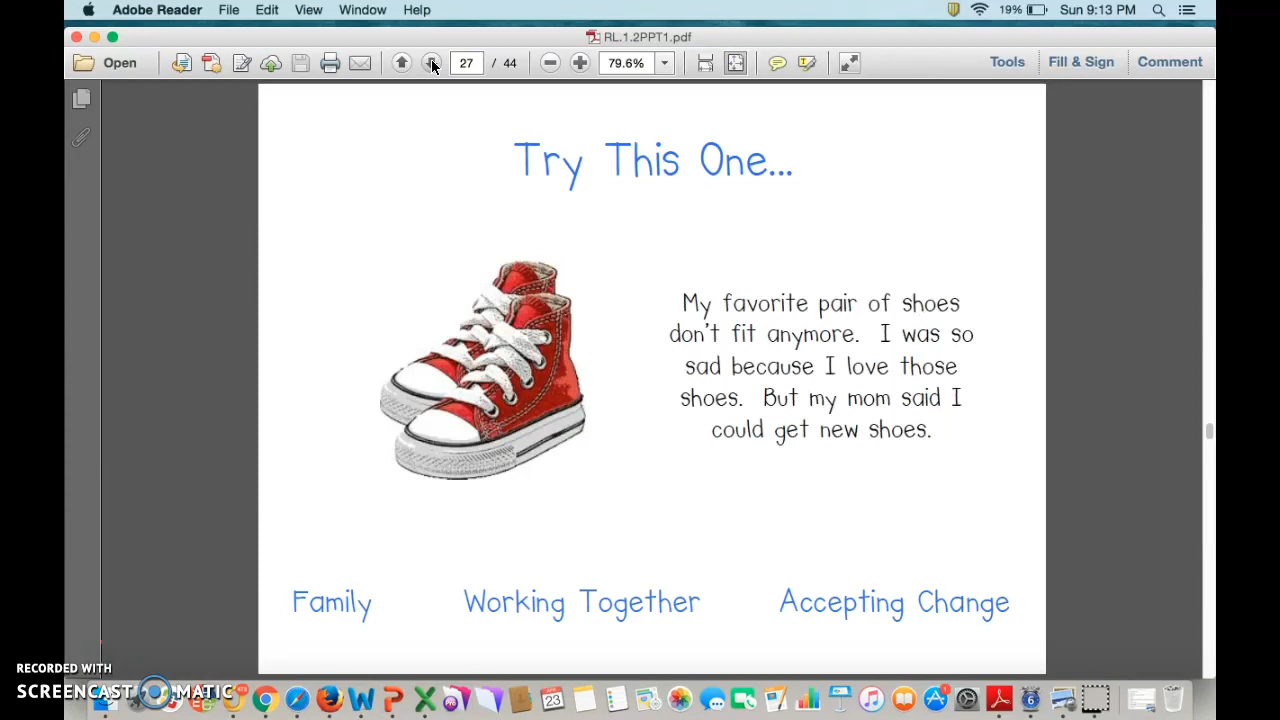 Adobe Reader File Edit View Window Help 19% Sun 9:13 PM
RL.1.2PPT1.pdf
Open 27 / 44 79.6% Tools Fill & Sign Comment
Try This One...
My favorite pair of shoes
don't fit anymore. I was so
sad because I love those
shoes. But my mom said I
could get new shoes.
Family Working Together Accepting Change
RECORDED WITH
SCREENCAST MATIC